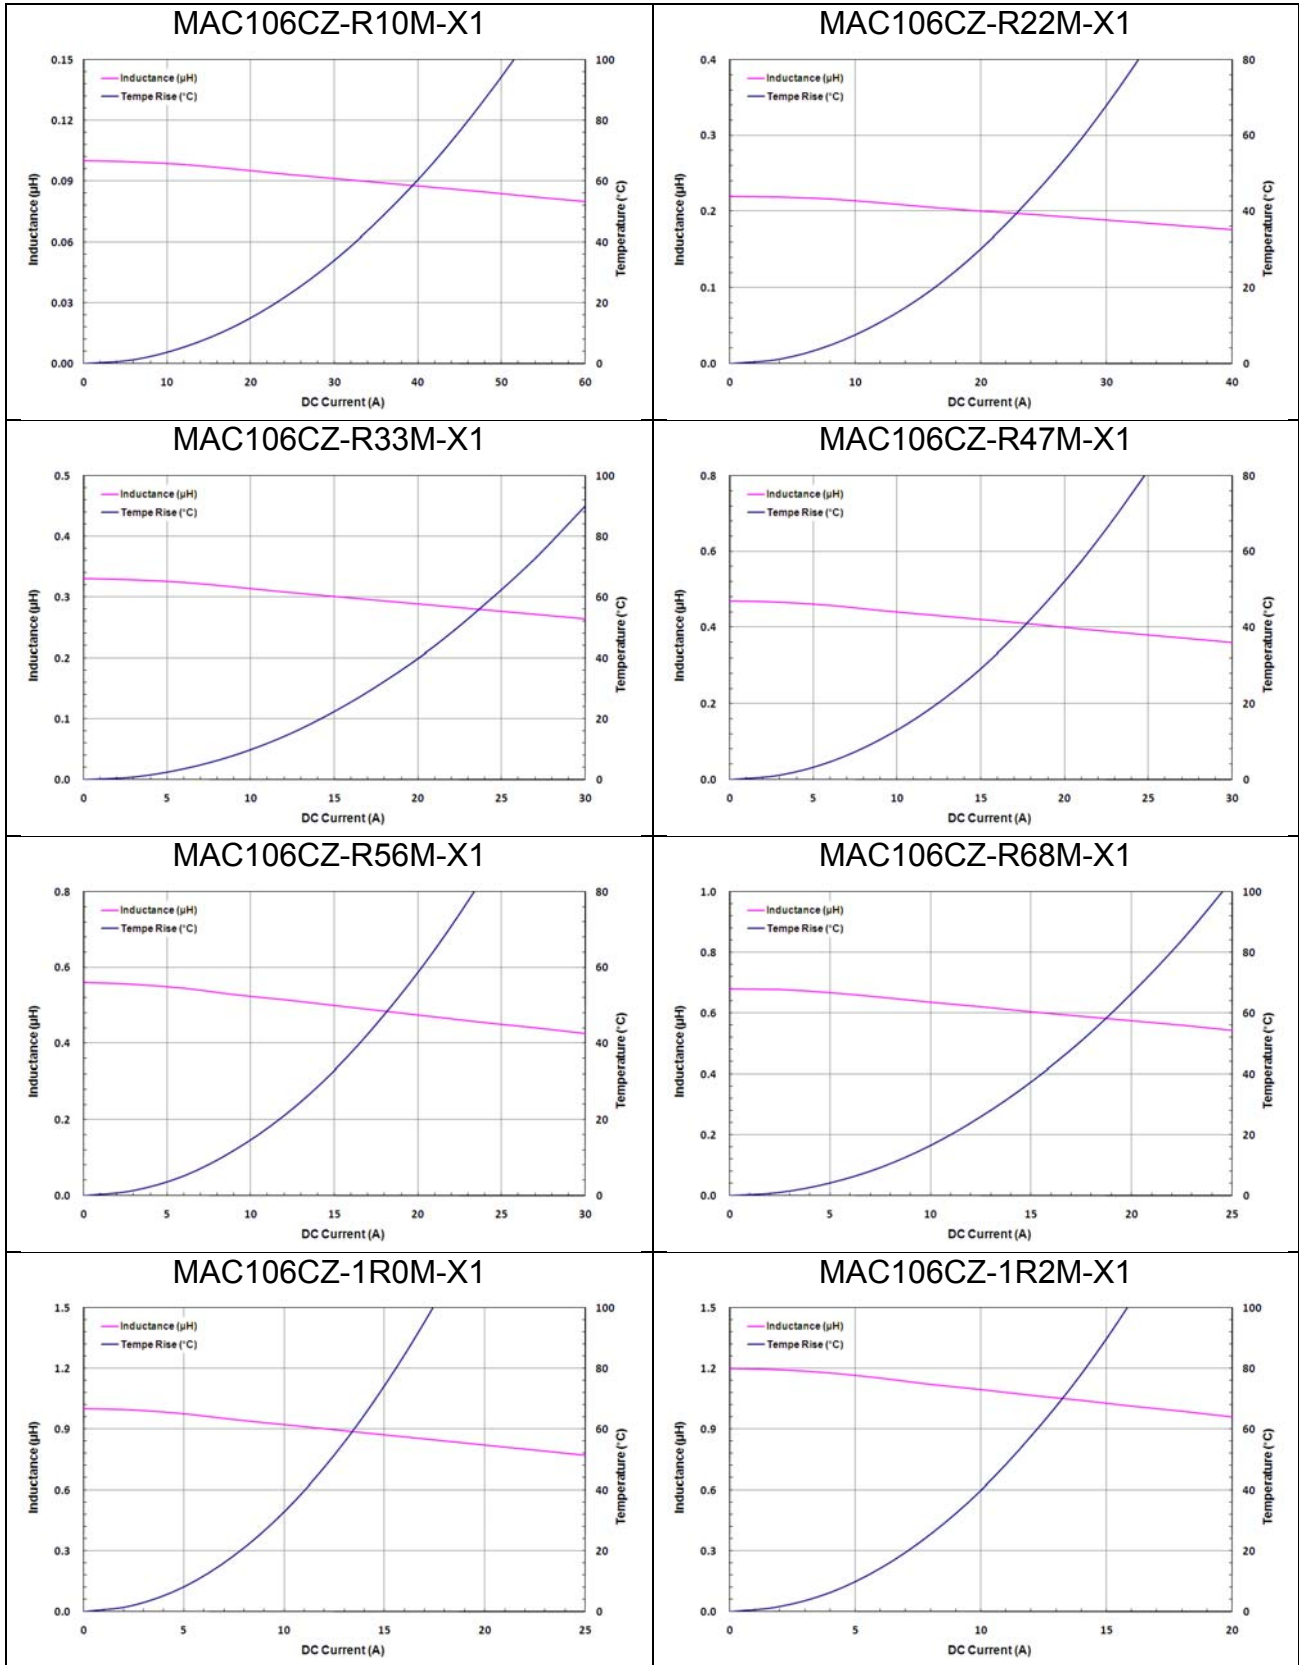 MAC106CZ-R10M-X1
Inductance (µH)
Tempe Rise (°C)
0.15
0.12
0.09
0.06
0.03
0.00
Inductance (µH)
100
80
60
40
20
0
Temperature (°C)
0 10 20 30 40 50 60
DC Current (A)
MAC106CZ-R22M-X1
Inductance (µH)
Tempe Rise (°C)
0.4
0.3
0.2
0.1
0.0
Inductance (µH)
80
60
40
20
0
Temperature (°C)
0 10 20 30 40
DC Current (A)
MAC106CZ-R33M-X1
Inductance (µH)
Tempe Rise (°C)
0.5
0.4
0.3
0.2
0.1
0.0
Inductance (µH)
100
80
60
40
20
0
Temperature (°C)
0 5 10 15 20 25 30
DC Current (A)
MAC106CZ-R47M-X1
Inductance (µH)
Tempe Rise (°C)
0.8
0.6
0.4
0.2
0.0
Inductance (µH)
80
60
40
20
0
Temperature (°C)
0 5 10 15 20 25 30
DC Current (A)
MAC106CZ-R56M-X1
Inductance (µH)
Tempe Rise (°C)
0.8
0.6
0.4
0.2
0.0
Inductance (µH)
80
60
40
20
0
Temperature (°C)
0 5 10 15 20 25 30
DC Current (A)
MAC106CZ-R68M-X1
Inductance (µH)
Tempe Rise (°C)
1.0
0.8
0.6
0.4
0.2
0.0
Inductance (µH)
100
80
60
40
20
0
Temperature (°C)
0 5 10 15 20 25
DC Current (A)
MAC106CZ-1R0M-X1
Inductance (µH)
Tempe Rise (°C)
1.5
1.2
0.9
0.6
0.3
0.0
Inductance (µH)
100
80
60
40
20
0
Temperature (°C)
0 5 10 15 20 25
DC Current (A)
MAC106CZ-1R2M-X1
Inductance (µH)
Tempe Rise (°C)
1.5
1.2
0.9
0.6
0.3
0.0
Inductance (µH)
100
80
60
40
20
0
Temperature (°C)
0 5 10 15 20
DC Current (A)